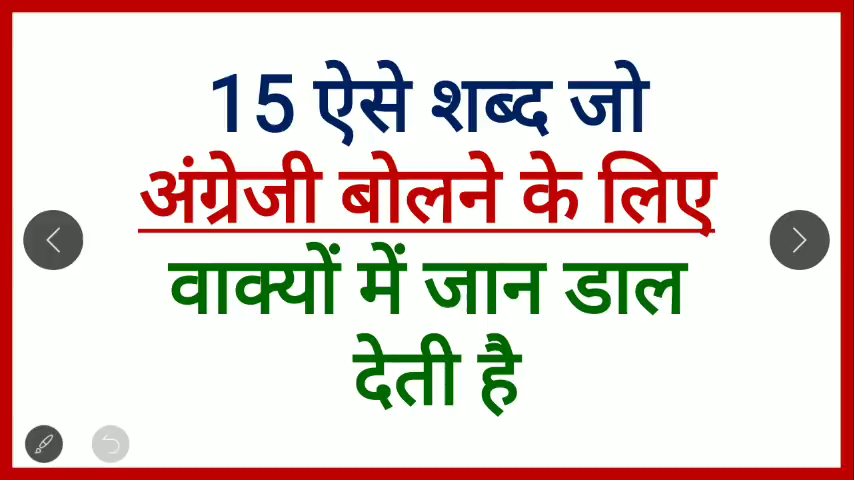 15 ऐसे शब्द जो
अंग्रेजी बोलने के लिए
वाक्यों में जान डाल
देती है